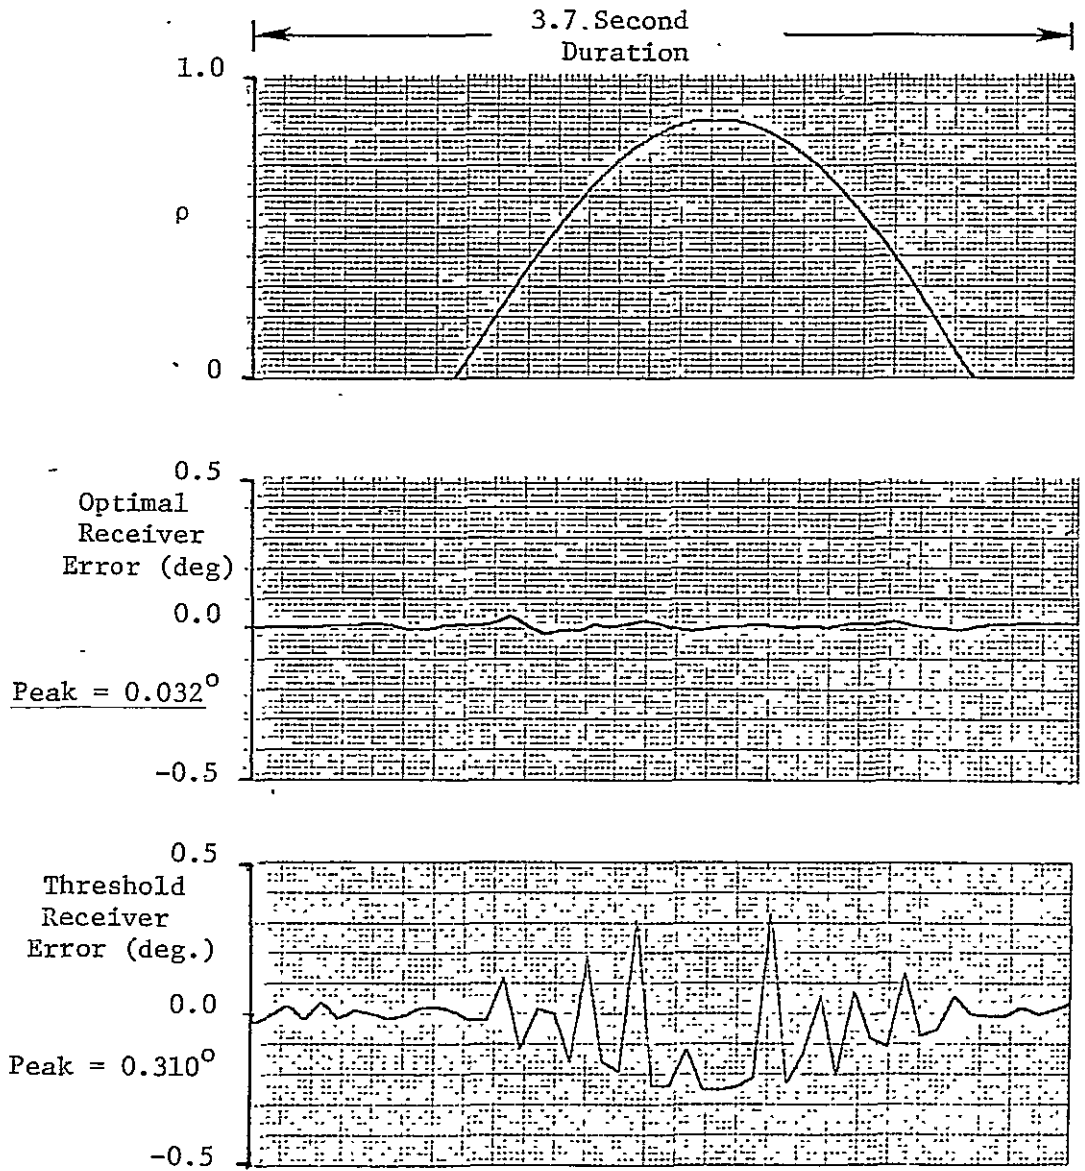 3.7 Second
Duration
1.0
ρ
0
0.5
Optimal
Receiver
Error (deg)
0.0
Peak = 0.032°
-0.5
0.5
Threshold
Receiver
Error (deg.)
0.0
Peak = 0.310°
-0.5